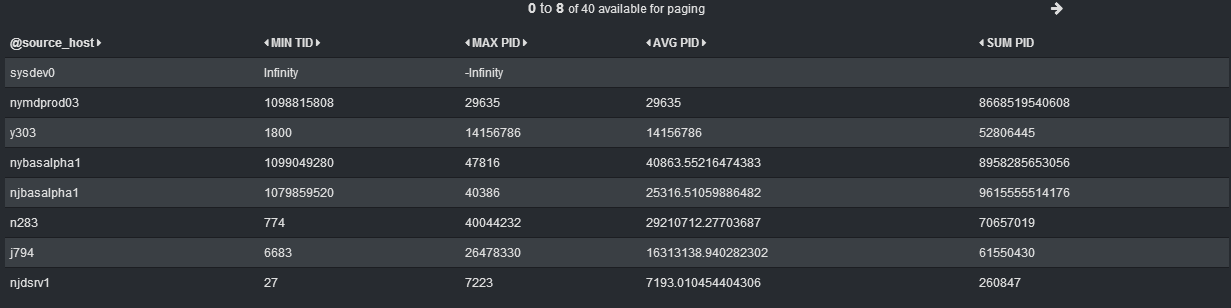 0 to 8 of 40 available for paging
@source_host MIN TID MAX PID AVG PID SUM PID
sysdev0 Infinity -Infinity
nymdprod03 1098815808 29635 29635 8668519540608
y303 1800 14156786 14156786 52806445
nybasalpha1 1099049280 47816 40863.55216474383 8958285653056
njbasalpha1 1079859520 40386 25316.51059886482 9615555514176
n283 774 40044232 29210712.27703687 70657019
j794 6683 26478330 16313138.940282302 61550430
njdsrv1 27 7223 7193.010454404306 260847